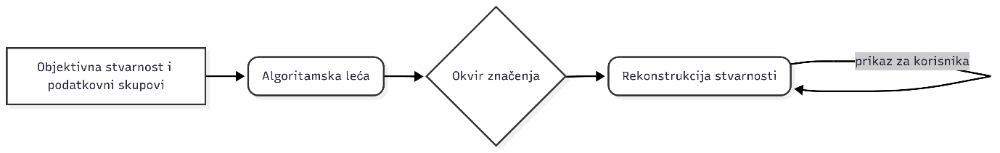 Objektivna stvarnost i
podatkovni skupovi
Algoritamska leća
Okvir značenja
Rekonstrukcija stvarnosti
prikaz za korisnika